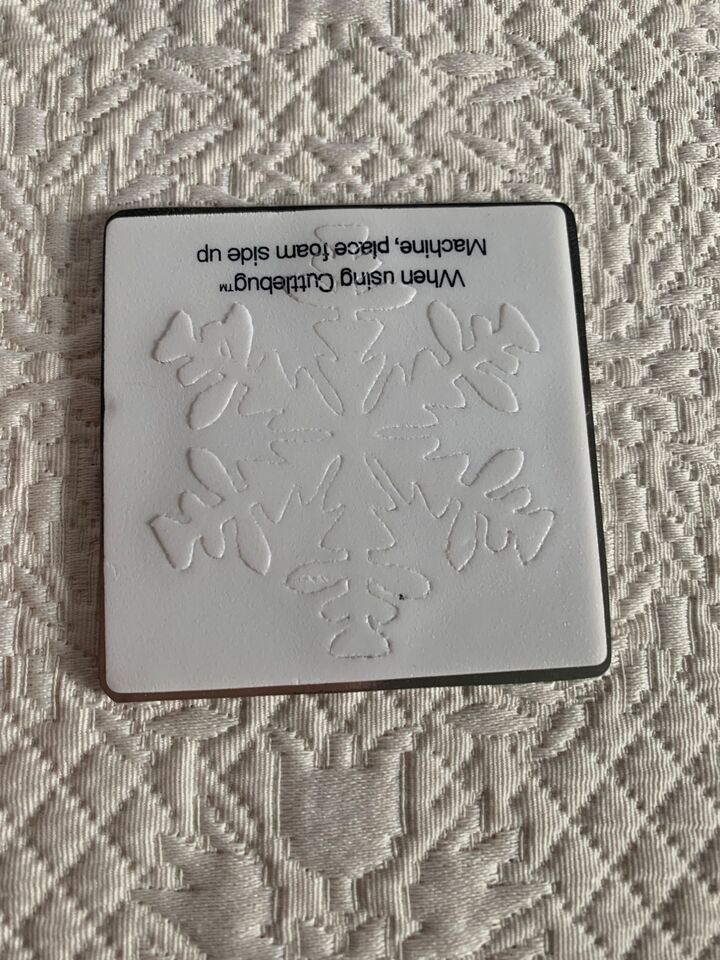 When using Cuttlebug™
Machine, place foam side up